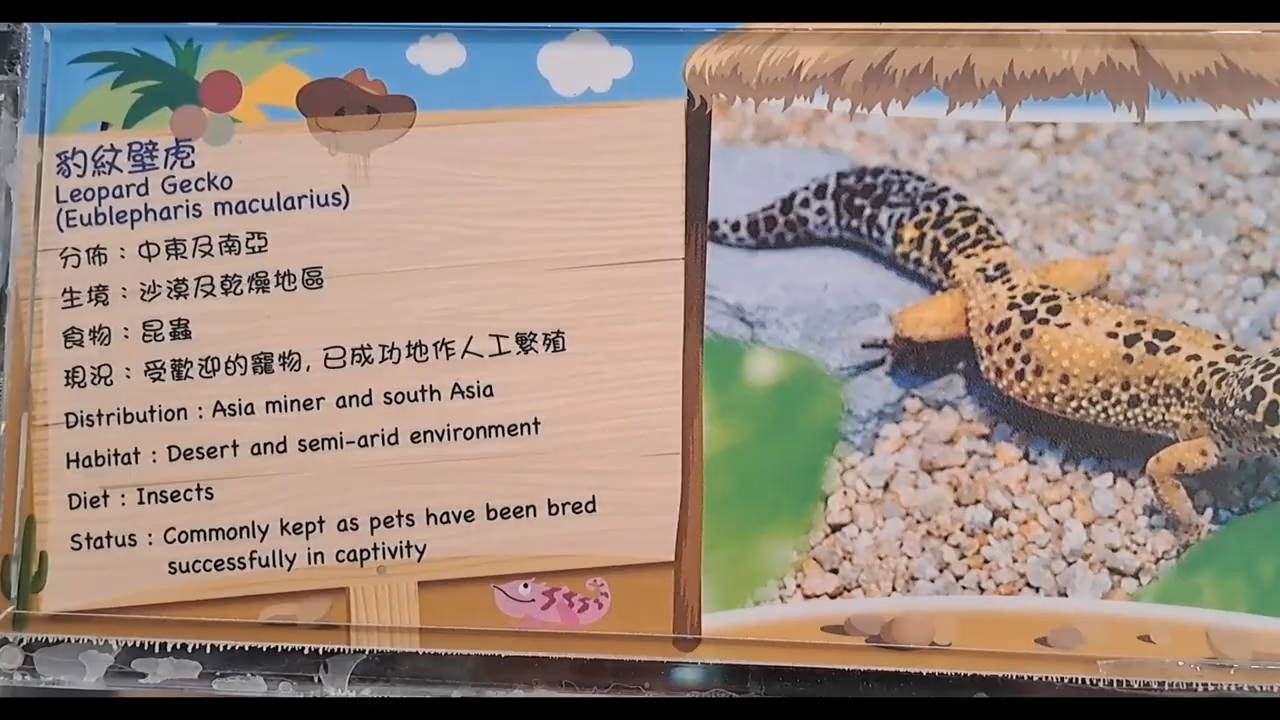 豹紋壁虎
Leopard Gecko
(Eublepharis macularius)
分佈：中東及南亞
生境：沙漠及乾燥地區
食物：昆蟲
現況：受歡迎的寵物, 已成功地作人工繁殖
Distribution : Asia miner and south Asia
Habitat : Desert and semi-arid environment
Diet : Insects
Status : Commonly kept as pets have been bred
successfully in captivity